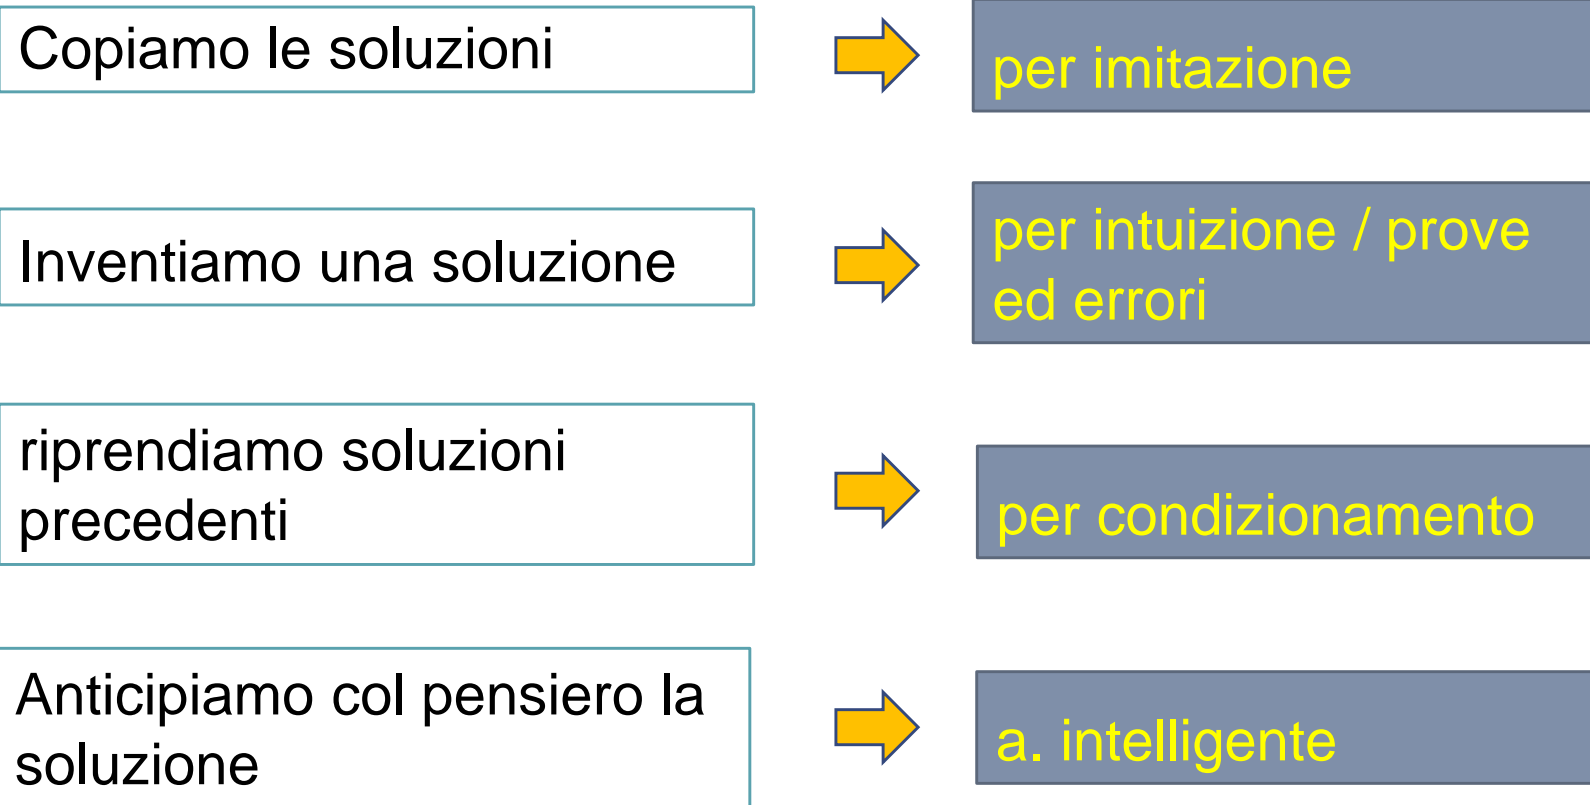 Copiamo le soluzioni
per imitazione
Inventiamo una soluzione
per intuizione / prove
ed errori
riprendiamo soluzioni
precedenti
per condizionamento
Anticipiamo col pensiero la
soluzione
a. intelligente